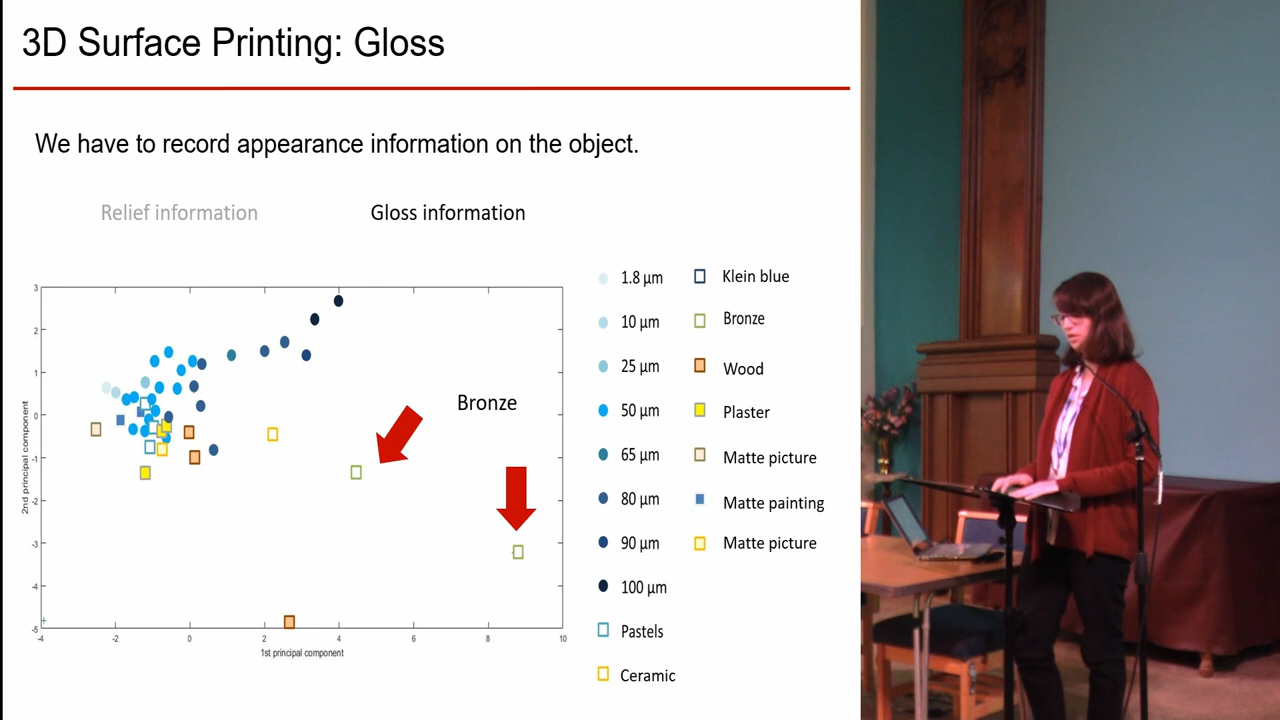 3D Surface Printing: Gloss
We have to record appearance information on the object.
Relief information
Gloss information
3
2
1
0
-1
-2
-3
-4
-5
-4
-2
0
2
4
6
8
10
2nd principal component
1st principal component
Bronze
1.8 µm
10 µm
25 µm
50 µm
65 µm
80 µm
90 µm
100 µm
Pastels
Ceramic
Klein blue
Bronze
Wood
Plaster
Matte picture
Matte painting
Matte picture